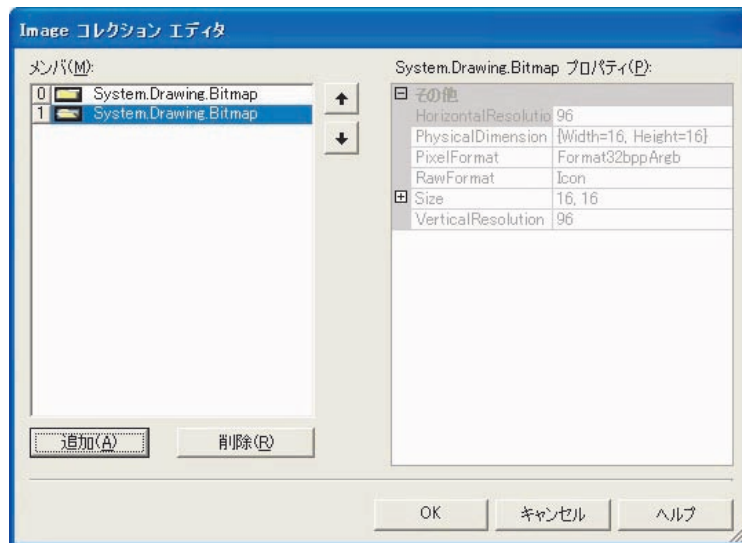 Image コレクション エディタ
メンバ(M):
0 System.Drawing.Bitmap
1 System.Drawing.Bitmap
追加(A)
削除(R)
System.Drawing.Bitmap プロパティ(P):
その他
HorizontalResolutio 96
PhysicalDimension {Width=16, Height=16}
PixelFormat Format32bppArgb
RawFormat Icon
Size 16, 16
VerticalResolution 96
OK
キャンセル
ヘルプ